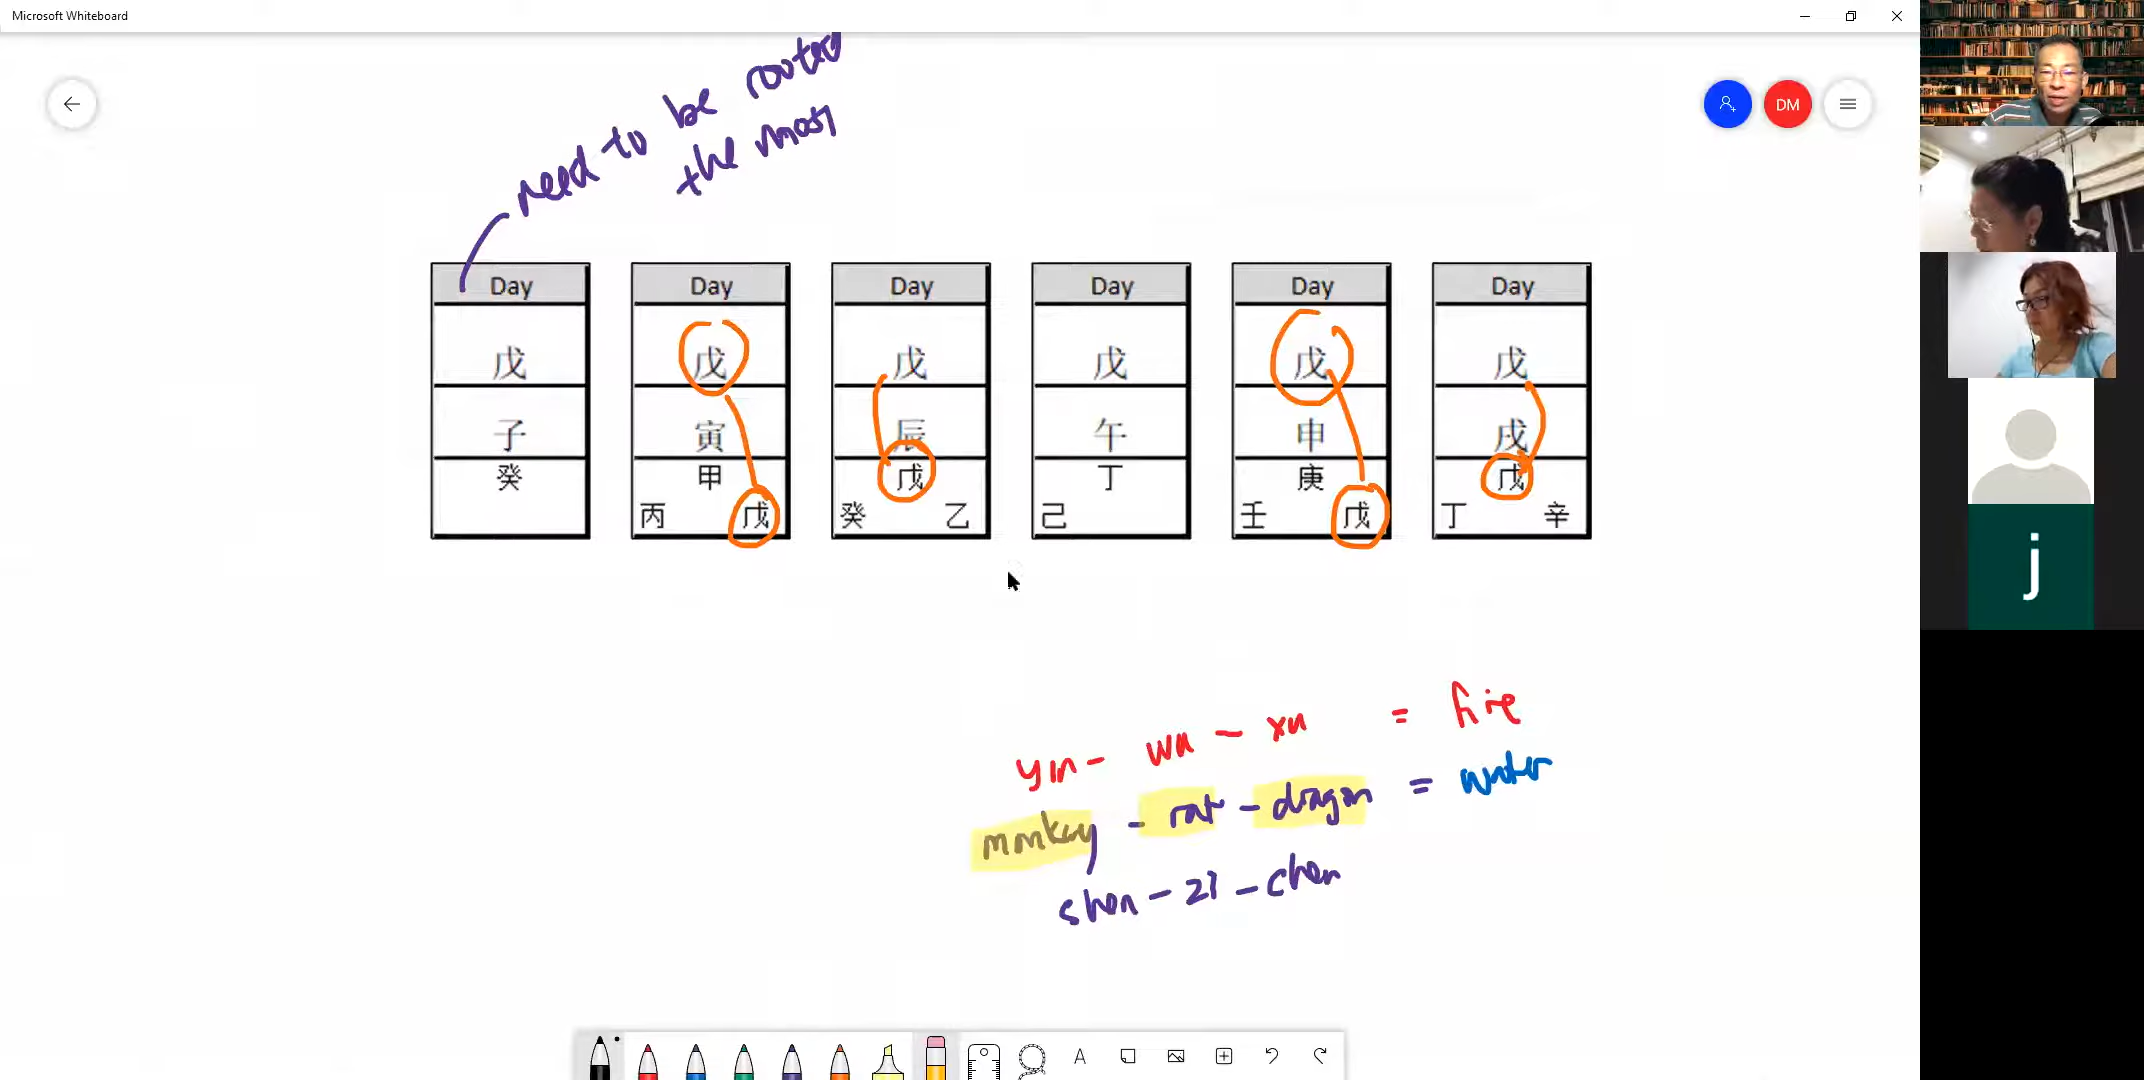 Microsoft Whiteboard
need to be rooted
the most
DM
Day Day Day Day Day Day
戊 戊 戊 戊 戊 戊
子 寅 辰 午 申 戌
癸 甲 戊 丁 庚 戊
丙 戊 癸 乙 己 壬 戊 丁 辛
yin - wu - xu = fire
monkey - rat - dragon = water
shen - zi - chen
j
A